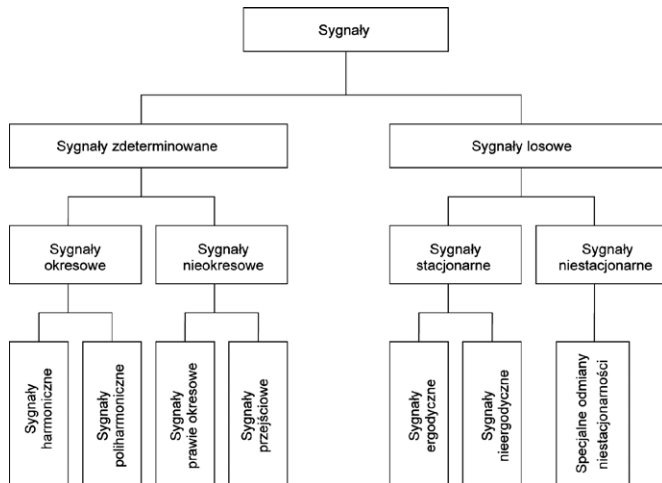 Sygnały
Sygnały zdeterminowane
Sygnały losowe
Sygnały
okresowe
Sygnały
nieokresowe
Sygnały
stacjonarne
Sygnały
niestacjonarne
Sygnały
harmoniczne
Sygnały
poliharmoniczne
Sygnały
prawie okresowe
Sygnały
przejściowe
Sygnały
ergodyczne
Sygnały
nieergodyczne
Specjalne odmiany
niestacjonarności